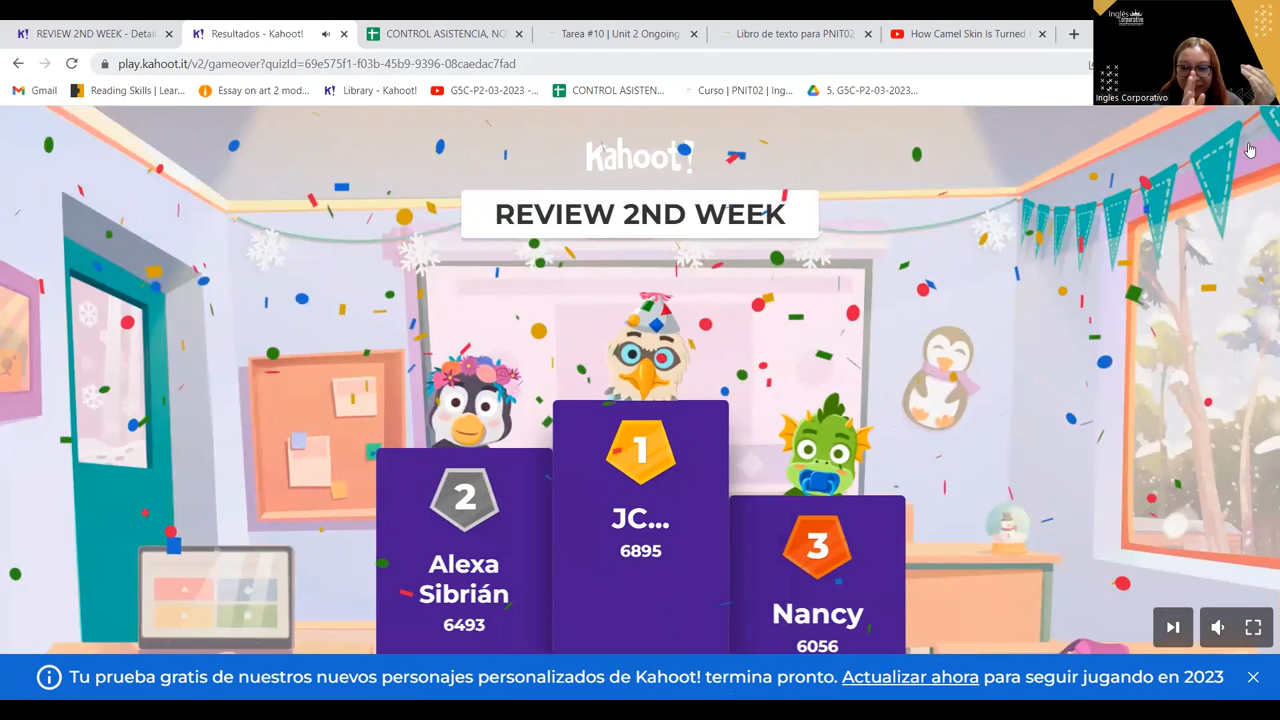 REVIEW 2ND WEEK - Detai
Resultados - Kahoot!
CONTROL ASISTENCIA, NO
Tarea #10 | Unit 2 Ongoing
Libro de texto para PNIT02
How Camel Skin Is Turned
play.kahoot.it/v2/gameover?quizId=69e575f1-f03b-45b9-9396-08caedac7fad
Gmail
Reading Skills | Lear...
Essay on art 2 mod...
Library - Kahoot!
G5C-P2-03-2023 -...
CONTROL ASISTEN...
Curso | PNIT02 | Ing...
5. G5C-P2-03-2023...
Inglés
Corporativo
Ingles Corporativo
Kahoot!
REVIEW 2ND WEEK
1
JC...
6895
2
Alexa
Sibrián
6493
3
Nancy
6056
Tu prueba gratis de nuestros nuevos personajes personalizados de Kahoot! termina pronto. Actualizar ahora para seguir jugando en 2023